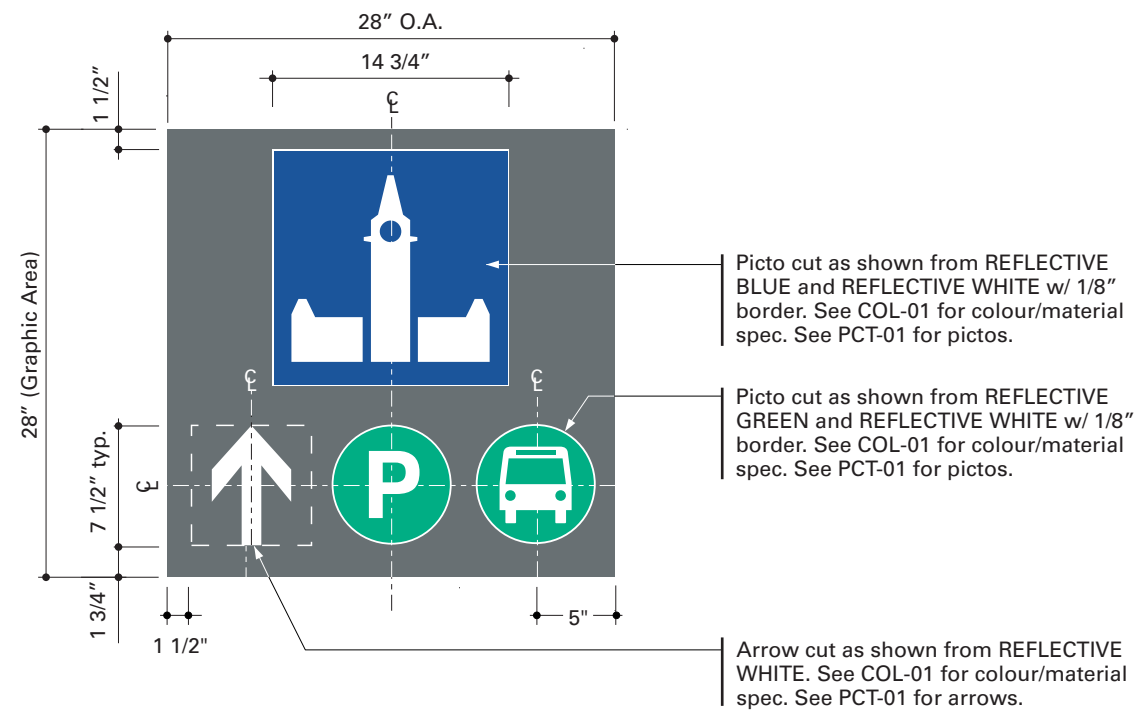 28” O.A.
14 3/4”
C L
1 1/2”
28” (Graphic Area)
Picto cut as shown from REFLECTIVE
BLUE and REFLECTIVE WHITE w/ 1/8”
border. See COL-01 for colour/material
spec. See PCT-01 for pictos.
C L
C L
Picto cut as shown from REFLECTIVE
GREEN and REFLECTIVE WHITE w/ 1/8”
border. See COL-01 for colour/material
spec. See PCT-01 for pictos.
7 1/2” typ.
C L
P
1 3/4”
1 1/2"
5"
Arrow cut as shown from REFLECTIVE
WHITE. See COL-01 for colour/material
spec. See PCT-01 for arrows.